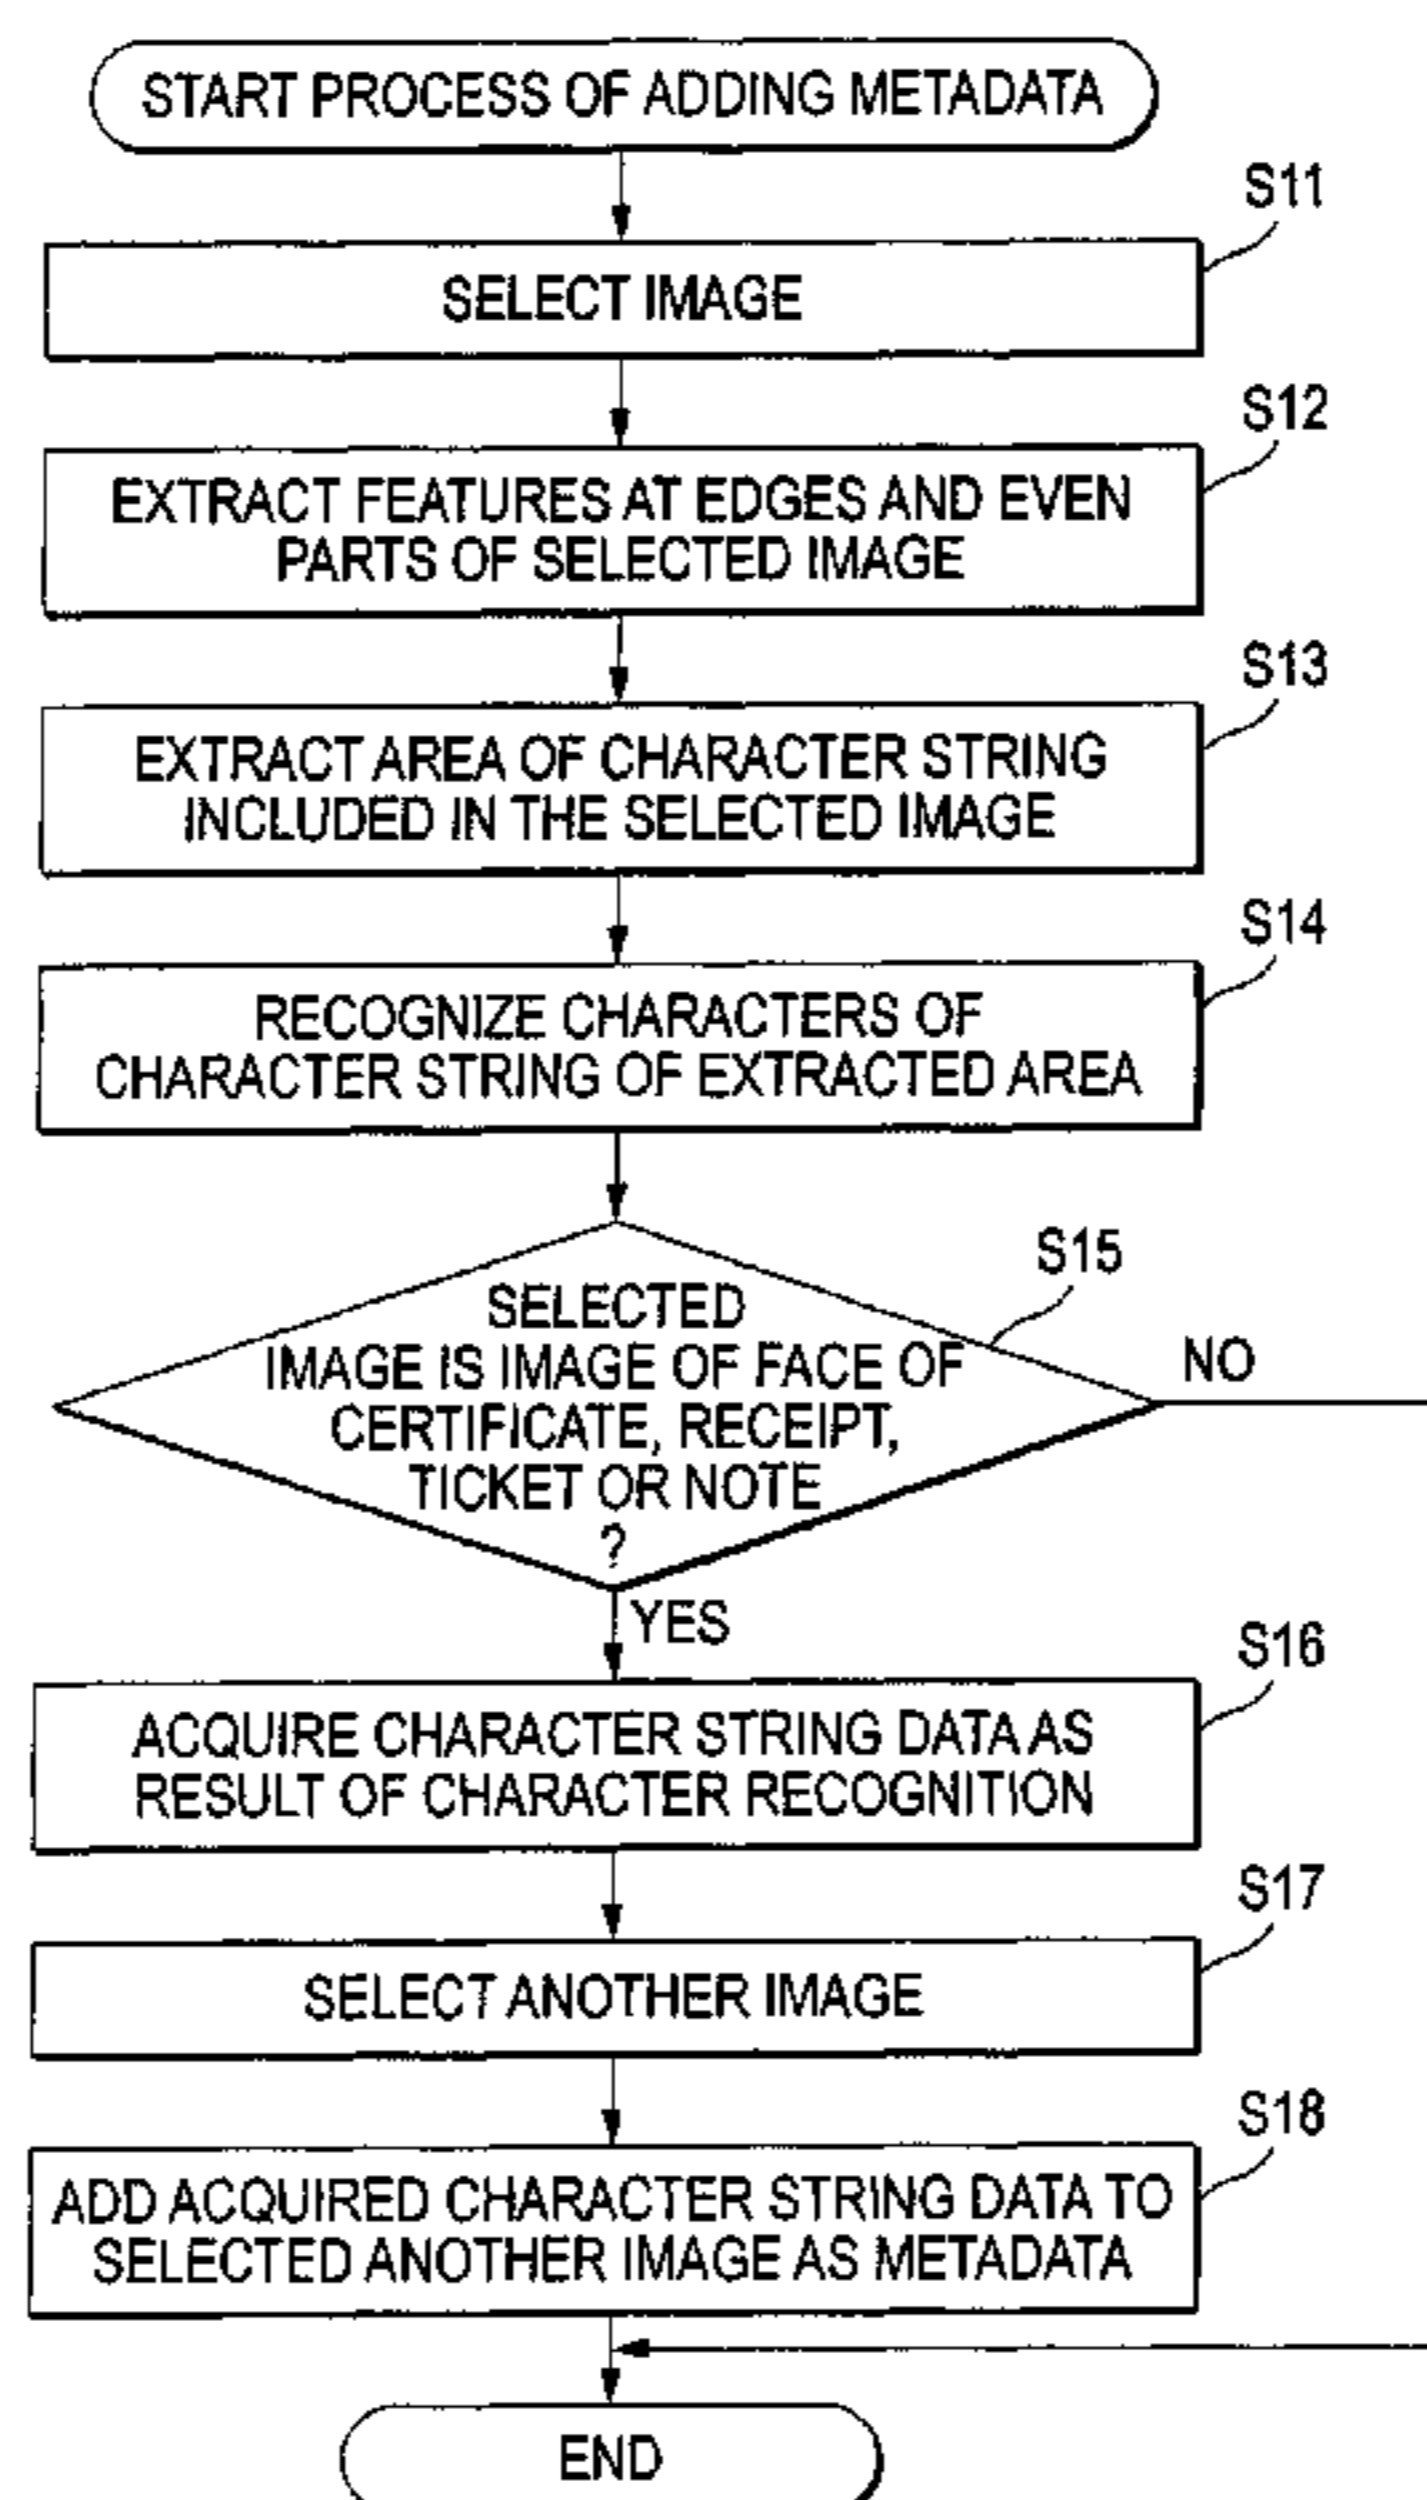 START PROCESS OF ADDING METADATA
S11
SELECT IMAGE
S12
EXTRACT FEATURES AT EDGES AND EVEN
PARTS OF SELECTED IMAGE
S13
EXTRACT AREA OF CHARACTER STRING
INCLUDED IN THE SELECTED IMAGE
S14
RECOGNIZE CHARACTERS OF
CHARACTER STRING OF EXTRACTED AREA
S15
SELECTED
IMAGE IS IMAGE OF FACE OF
CERTIFICATE, RECEIPT,
TICKET OR NOTE
?
NO
YES
S16
ACQUIRE CHARACTER STRING DATA AS
RESULT OF CHARACTER RECOGNITION
S17
SELECT ANOTHER IMAGE
S18
ADD ACQUIRED CHARACTER STRING DATA TO
SELECTED ANOTHER IMAGE AS METADATA
END